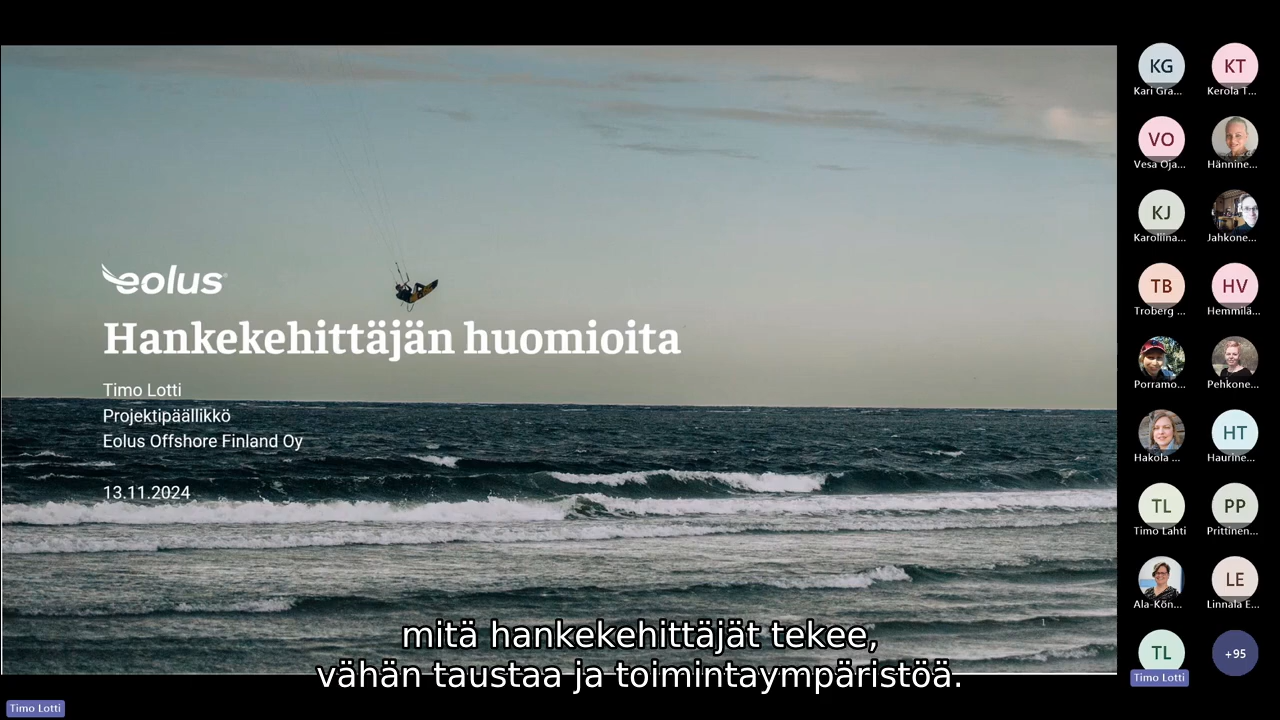 eolus
Hankekehittäjän huomioita
Timo Lotti
Projektipäällikkö
Eolus Offshore Finland Oy
13.11.2024
mitä hankekehittäjät tekee,
vähän taustaa ja toimintaympäristöä.
Timo Lotti
KG
Kari Gra...
KT
Kerola T...
VO
Vesa Oja...
Hännine...
KJ
Karoliina...
Jahkone...
TB
Troberg ...
HV
Hemmilä...
Porramo...
Pehkone...
Hakola ...
HT
Haurine...
TL
Timo Lahti
PP
Prittinen...
Ala-Kön...
LE
Linnala E...
TL
Timo Lotti
+95